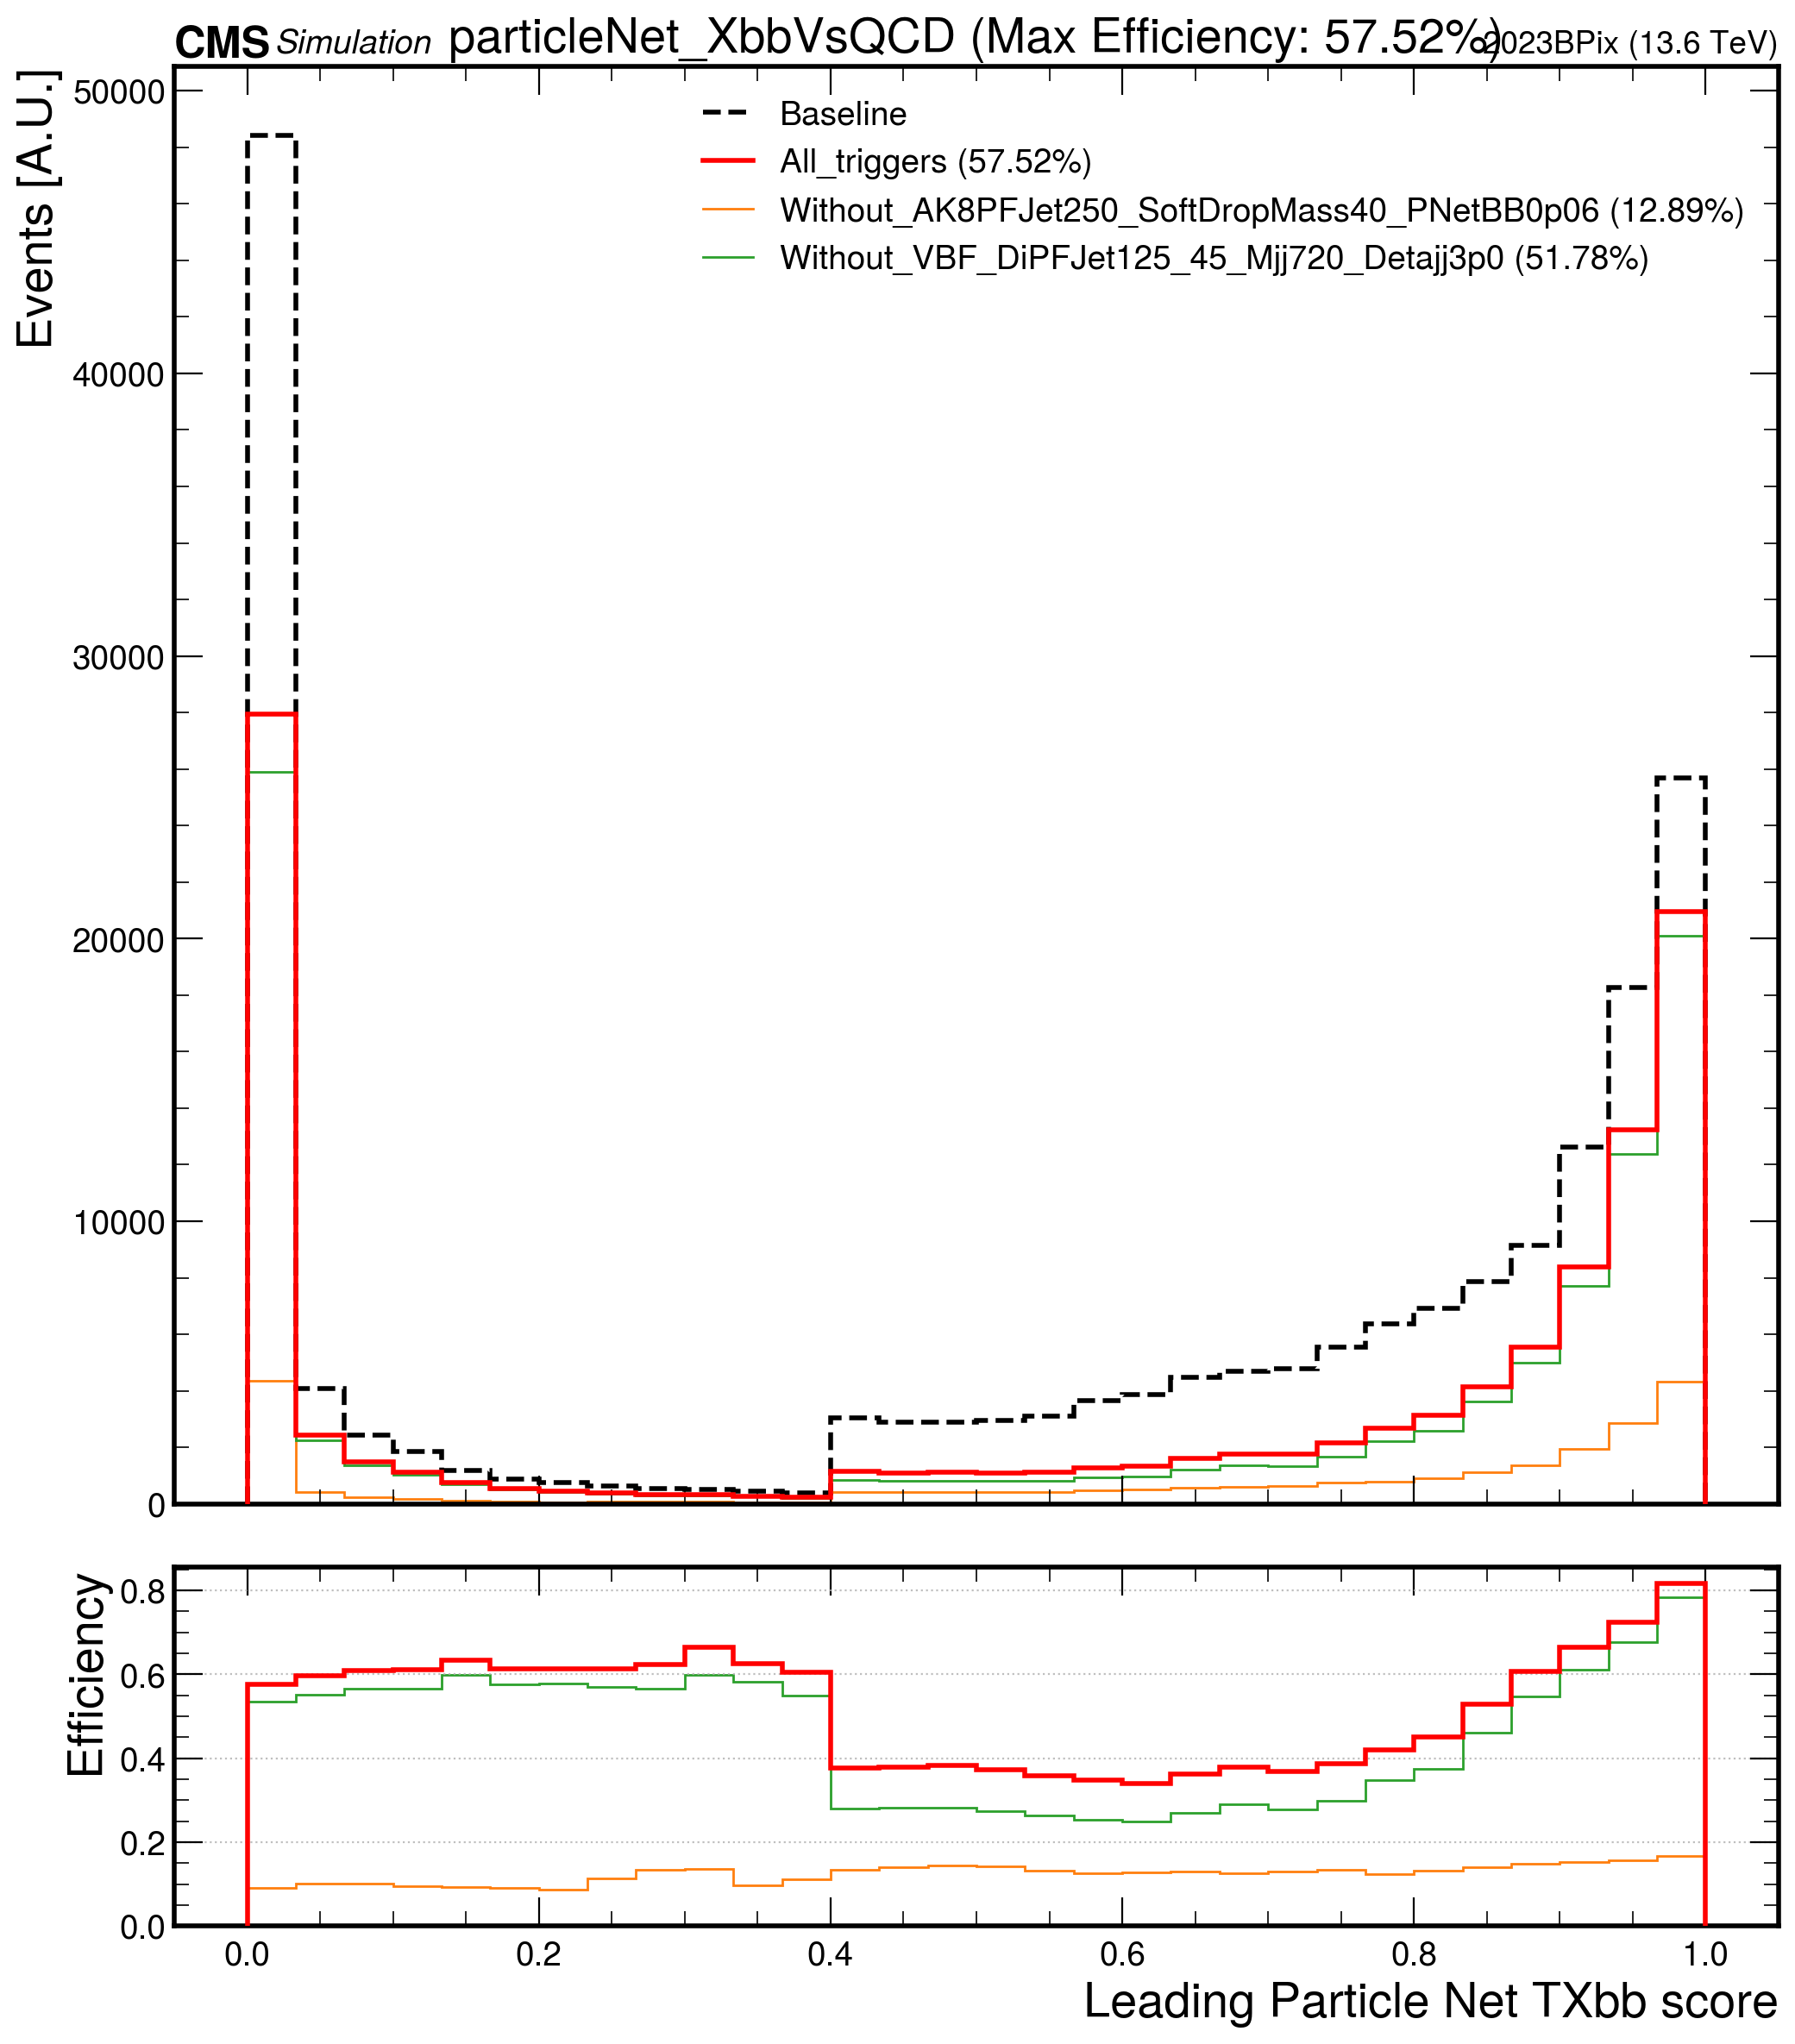 CMS Simulation particleNet_XbbVsQCD (Max Efficiency: 57.52%) 2023BPix (13.6 TeV)
Events [A.U.]
50000
40000
30000
20000
10000
0
Baseline
All_triggers (57.52%)
Without_AK8PFJet250_SoftDropMass40_PNetBB0p06 (12.89%)
Without_VBF_DiPFJet125_45_Mjj720_Detajj3p0 (51.78%)
Efficiency
0.8
0.6
0.4
0.2
0.0
0.0 0.2 0.4 0.6 0.8 1.0
Leading Particle Net TXbb score